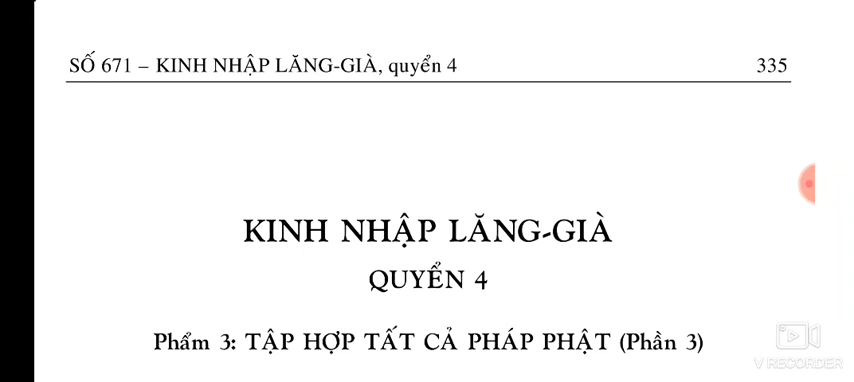 SỐ 671 – KINH NHẬP LĂNG-GIÀ, quyển 4 335
KINH NHẬP LĂNG-GIÀ
QUYỂN 4
Phẩm 3: TẬP HỢP TẤT CẢ PHÁP PHẬT (Phần 3)
V RECORDER